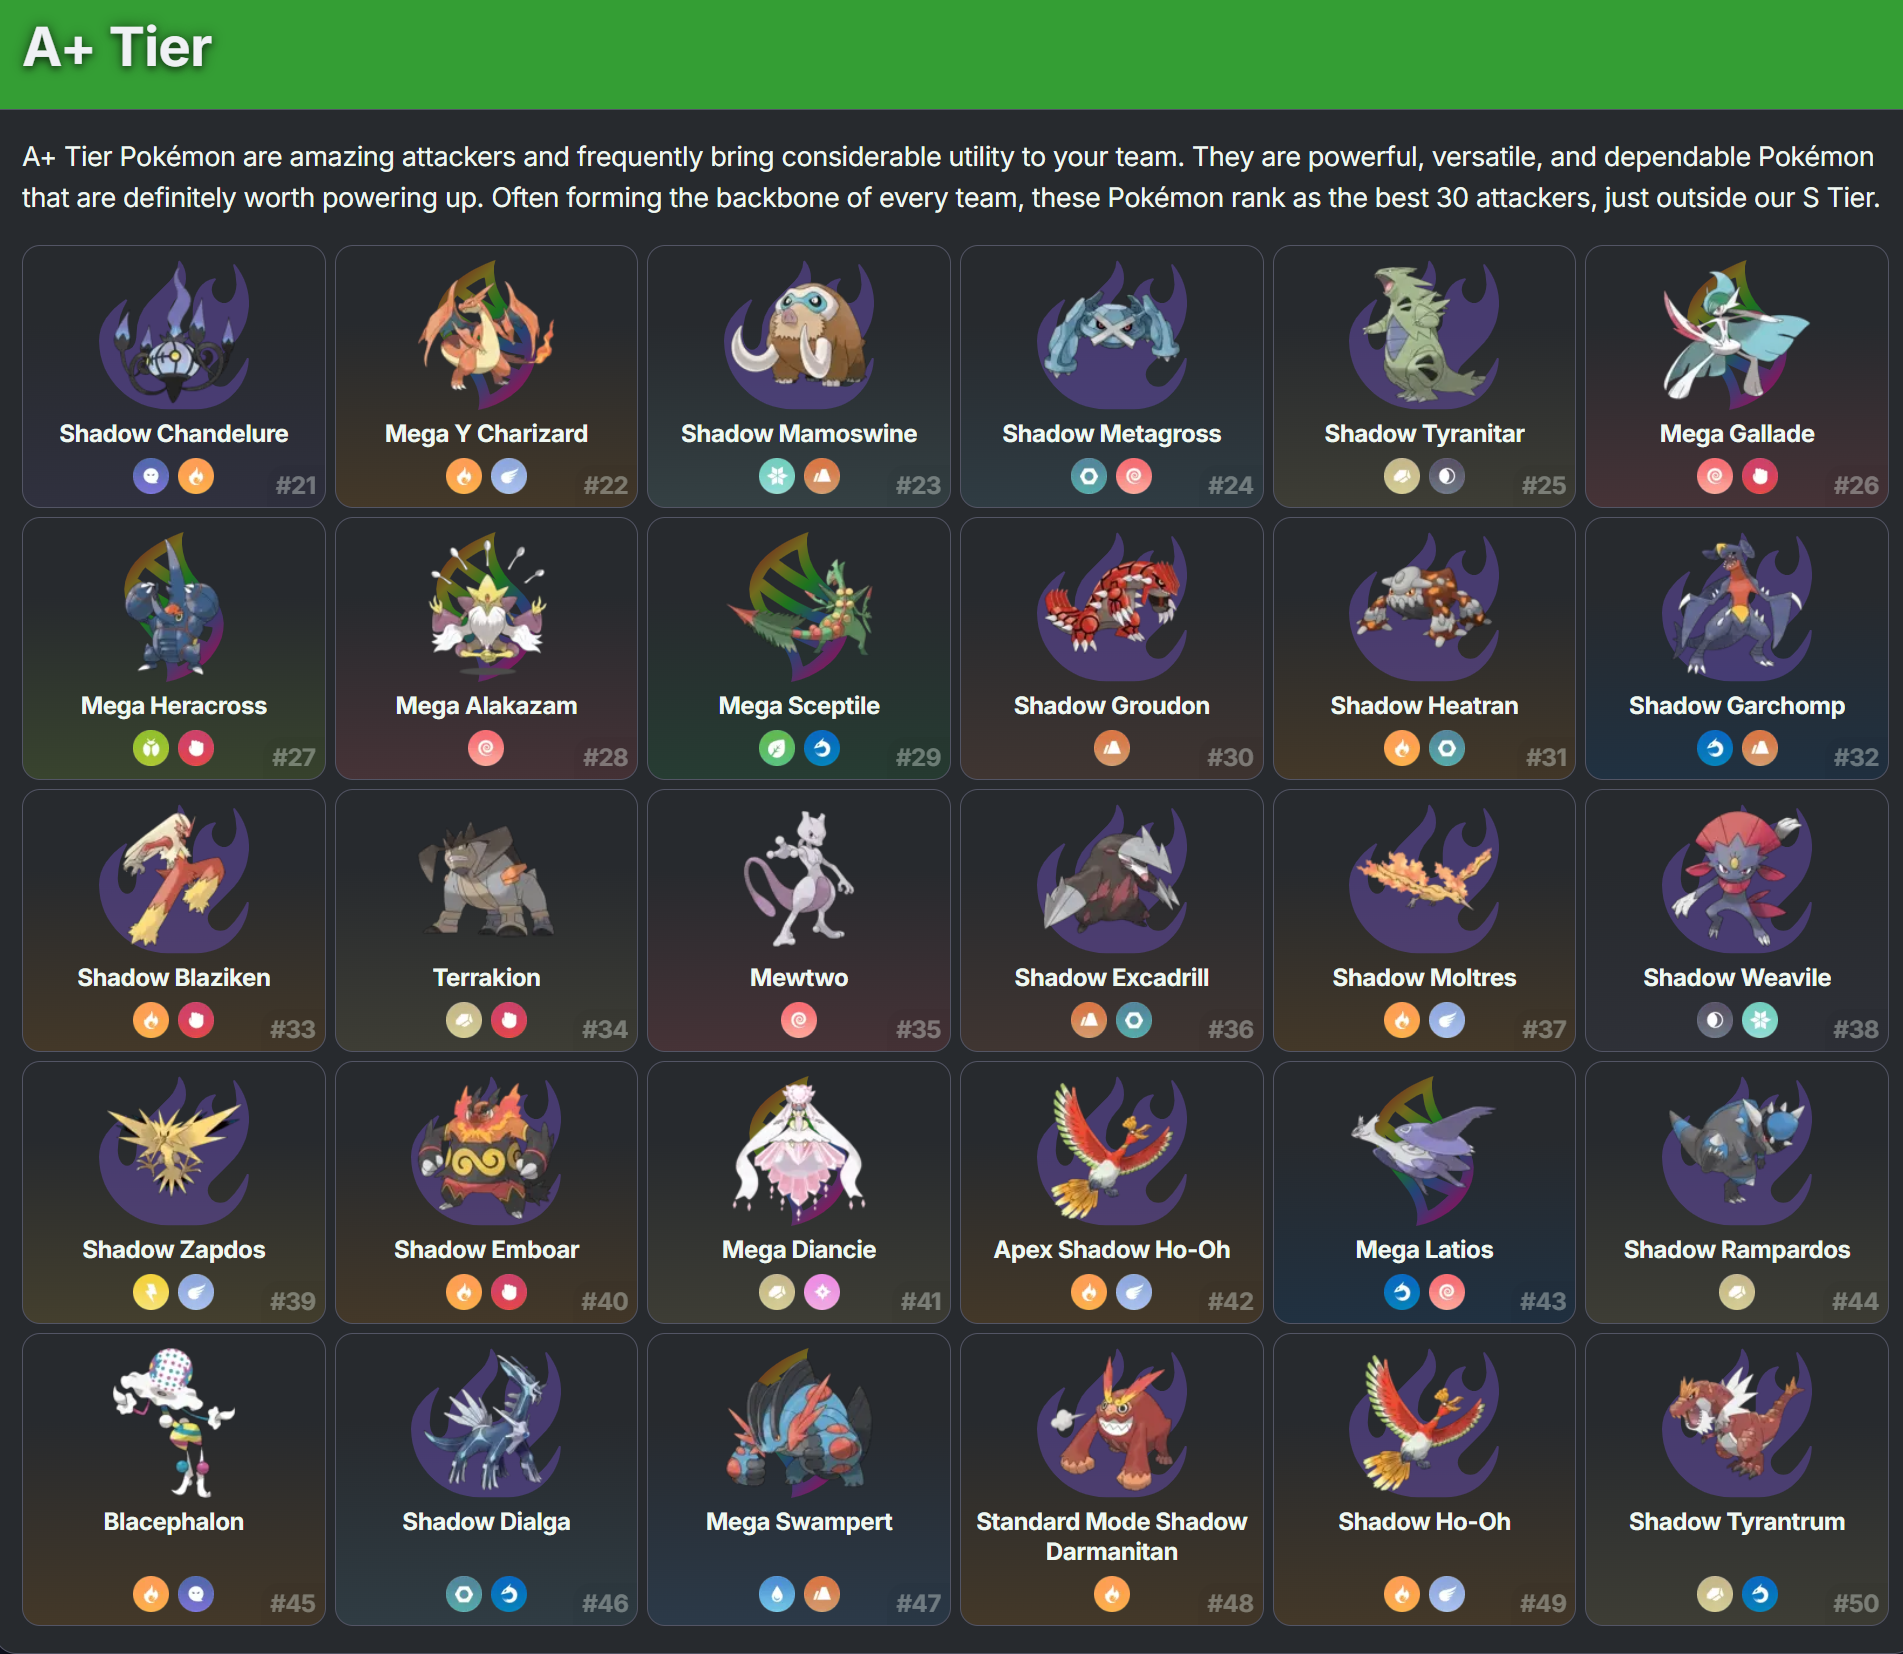 A+ Tier
A+ Tier Pokémon are amazing attackers and frequently bring considerable utility to your team. They are powerful, versatile, and dependable Pokémon
that are definitely worth powering up. Often forming the backbone of every team, these Pokémon rank as the best 30 attackers, just outside our S Tier.
Shadow Chandelure
#21
Mega Y Charizard
#22
Shadow Mamoswine
#23
Shadow Metagross
#24
Shadow Tyranitar
#25
Mega Gallade
#26
Mega Heracross
#27
Mega Alakazam
#28
Mega Sceptile
#29
Shadow Groudon
#30
Shadow Heatran
#31
Shadow Garchomp
#32
Shadow Blaziken
#33
Terrakion
#34
Mewtwo
#35
Shadow Excadrill
#36
Shadow Moltres
#37
Shadow Weavile
#38
Shadow Zapdos
#39
Shadow Emboar
#40
Mega Diancie
#41
Apex Shadow Ho-Oh
#42
Mega Latios
#43
Shadow Rampardos
#44
Blacephalon
#45
Shadow Dialga
#46
Mega Swampert
#47
Standard Mode Shadow
Darmanitan
#48
Shadow Ho-Oh
#49
Shadow Tyrantrum
#50